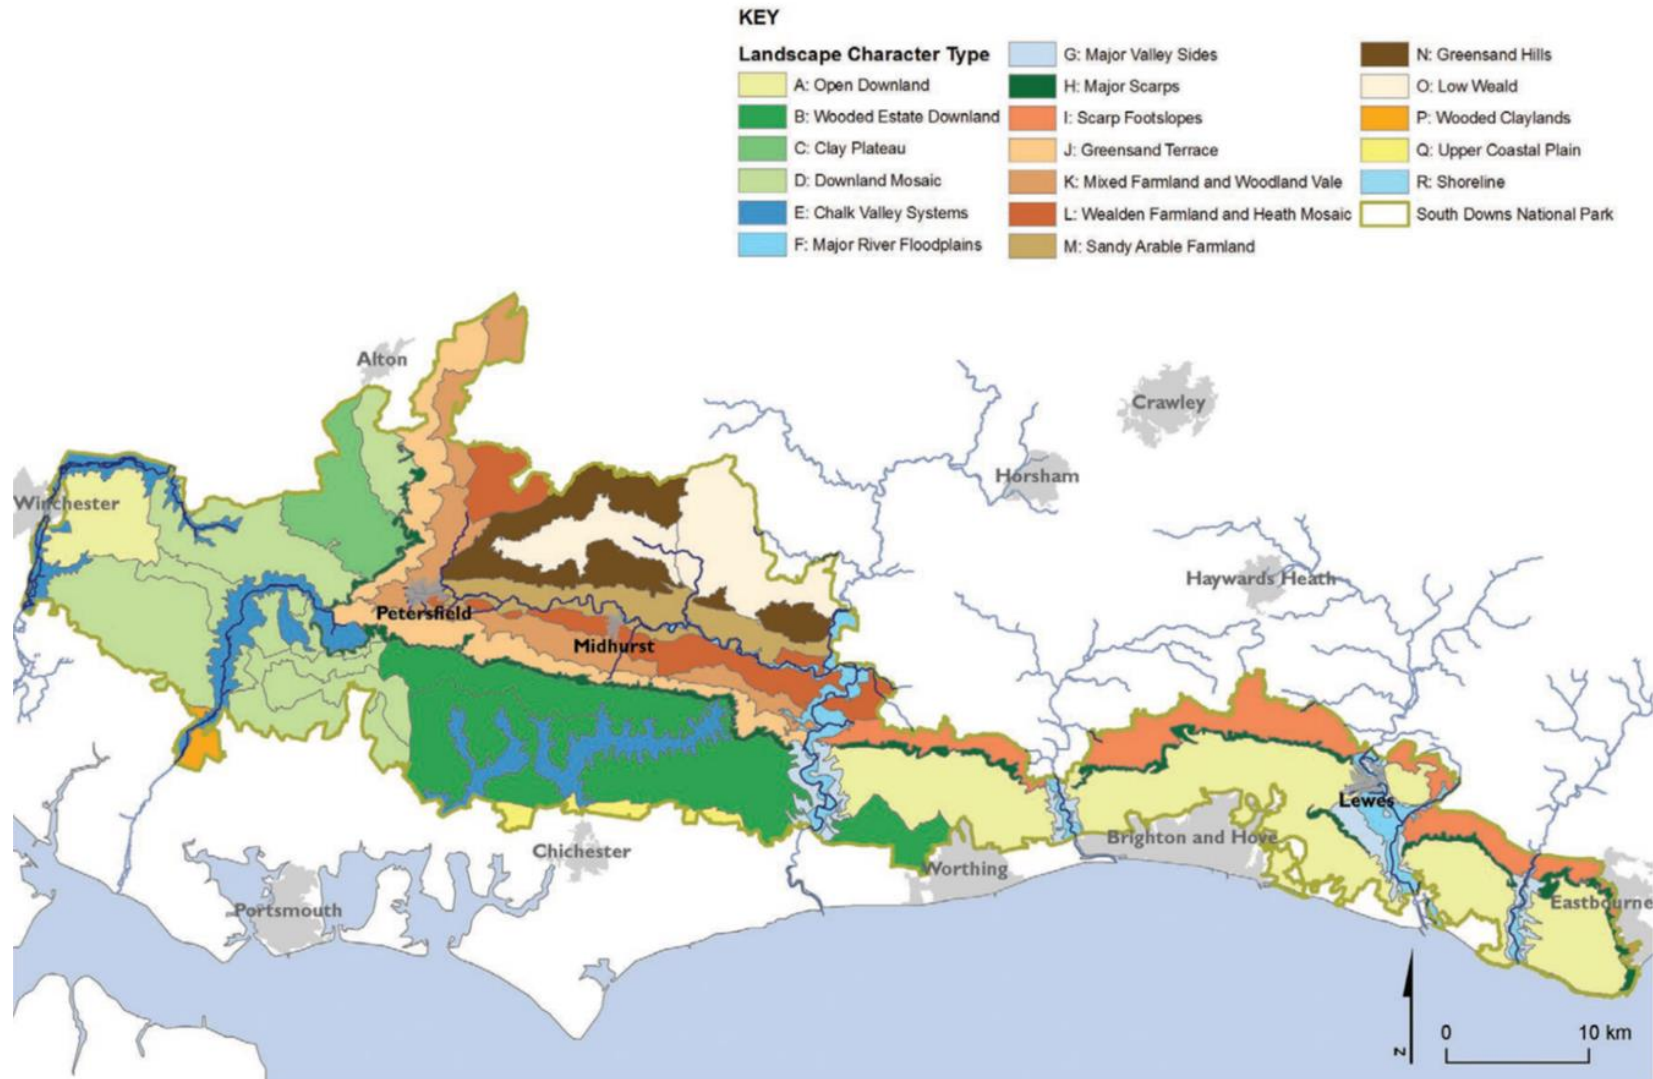 KEY
Landscape Character Type
A: Open Downland
B: Wooded Estate Downland
C: Clay Plateau
D: Downland Mosaic
E: Chalk Valley Systems
F: Major River Floodplains
G: Major Valley Sides
H: Major Scarps
I: Scarp Footslopes
J: Greensand Terrace
K: Mixed Farmland and Woodland Vale
L: Wealden Farmland and Heath Mosaic
M: Sandy Arable Farmland
N: Greensand Hills
O: Low Weald
P: Wooded Claylands
Q: Upper Coastal Plain
R: Shoreline
South Downs National Park
Alton
Crawley
Horsham
Winchester
Haywards Heath
Petersfield
Midhurst
Lewes
Brighton and Hove
Chichester
Worthing
Portsmouth
Eastbourne
N
0 10 km